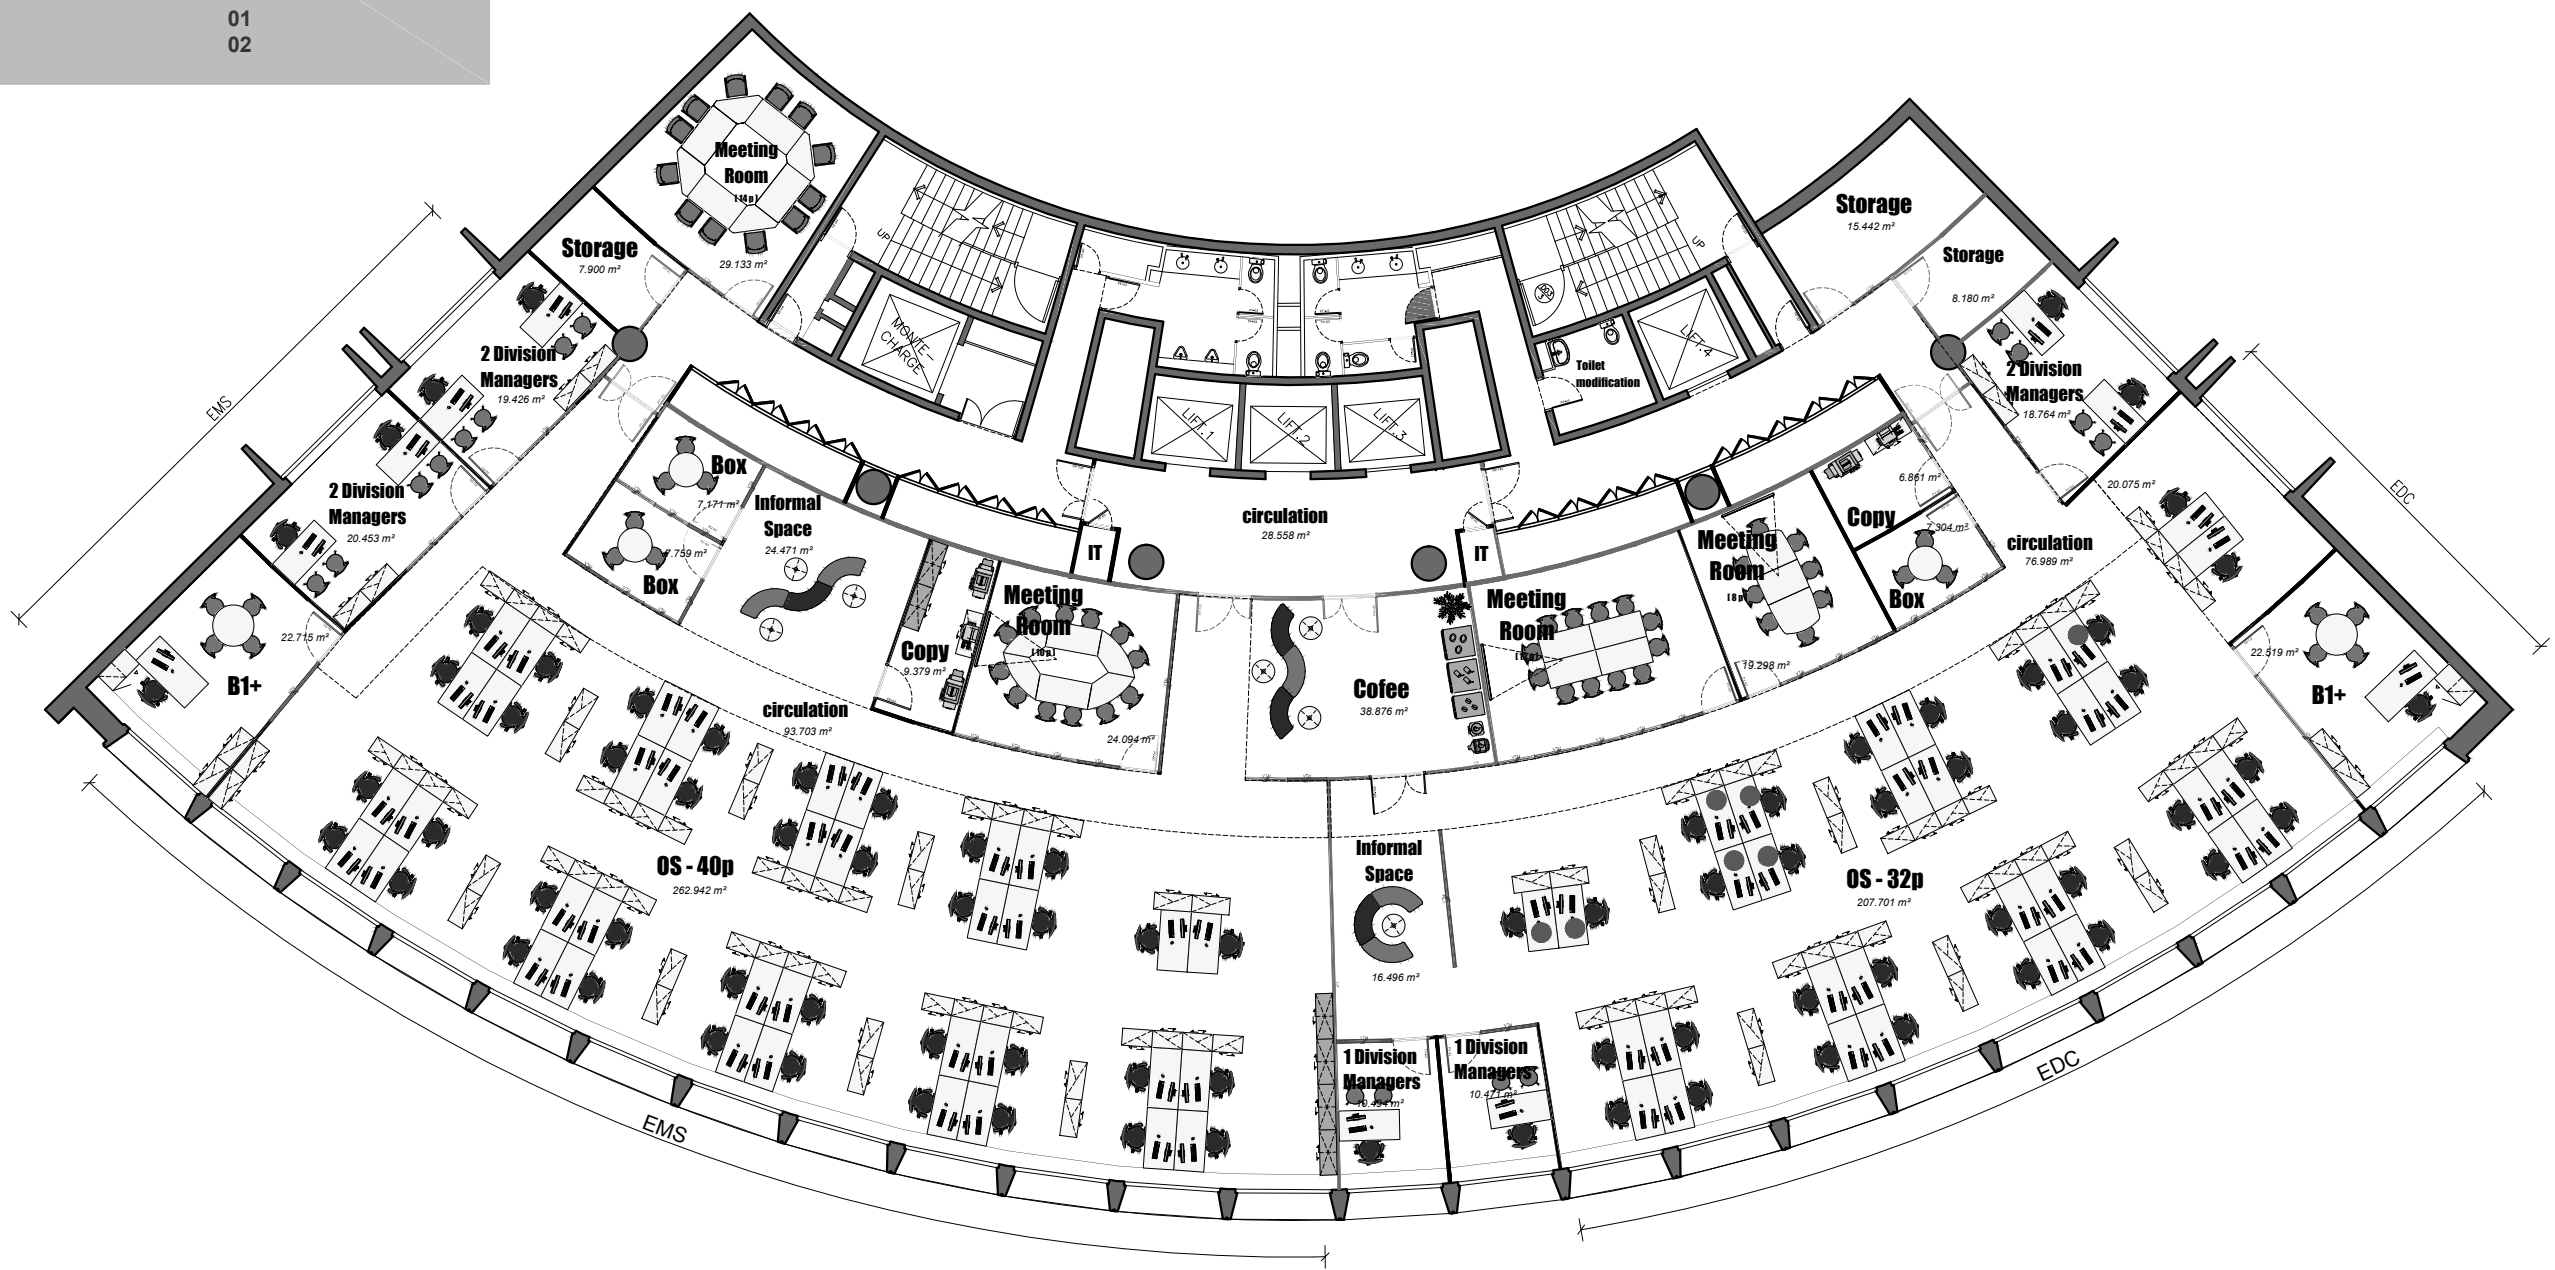 01
02
Meeting
Room
[ 14p ]
29.133 m²
Storage
7.900 m²
UP
MONTE-
CHARGE
UP
Storage
15.442 m²
Storage
8.180 m²
EMS
2 Division
Managers
19.426 m²
LIFT.1
LIFT.2
LIFT.3
LIFT.4
Toilet
modification
2 Division
Managers
18.764 m²
EDC
2 Division
Managers
20.453 m²
Box
7.171 m²
Informal
Space
24.471 m²
circulation
28.558 m²
IT
IT
Meeting
Room
[ 8 p ]
Copy
6.861 m²
20.075 m²
7.304 m²
circulation
76.989 m²
7.759 m²
Box
Copy
9.379 m²
Meeting
Room
[ 10p ]
24.094 m²
Meeting
Room
19.298 m²
Box
22.715 m²
B1+
22.519 m²
B1+
Cofee
38.876 m²
circulation
93.703 m²
OS - 40p
262.942 m²
Informal
Space
16.496 m²
OS - 32p
207.701 m²
1 Division
Managers
1 Division
Managers
10.471 m²
EMS
EDC